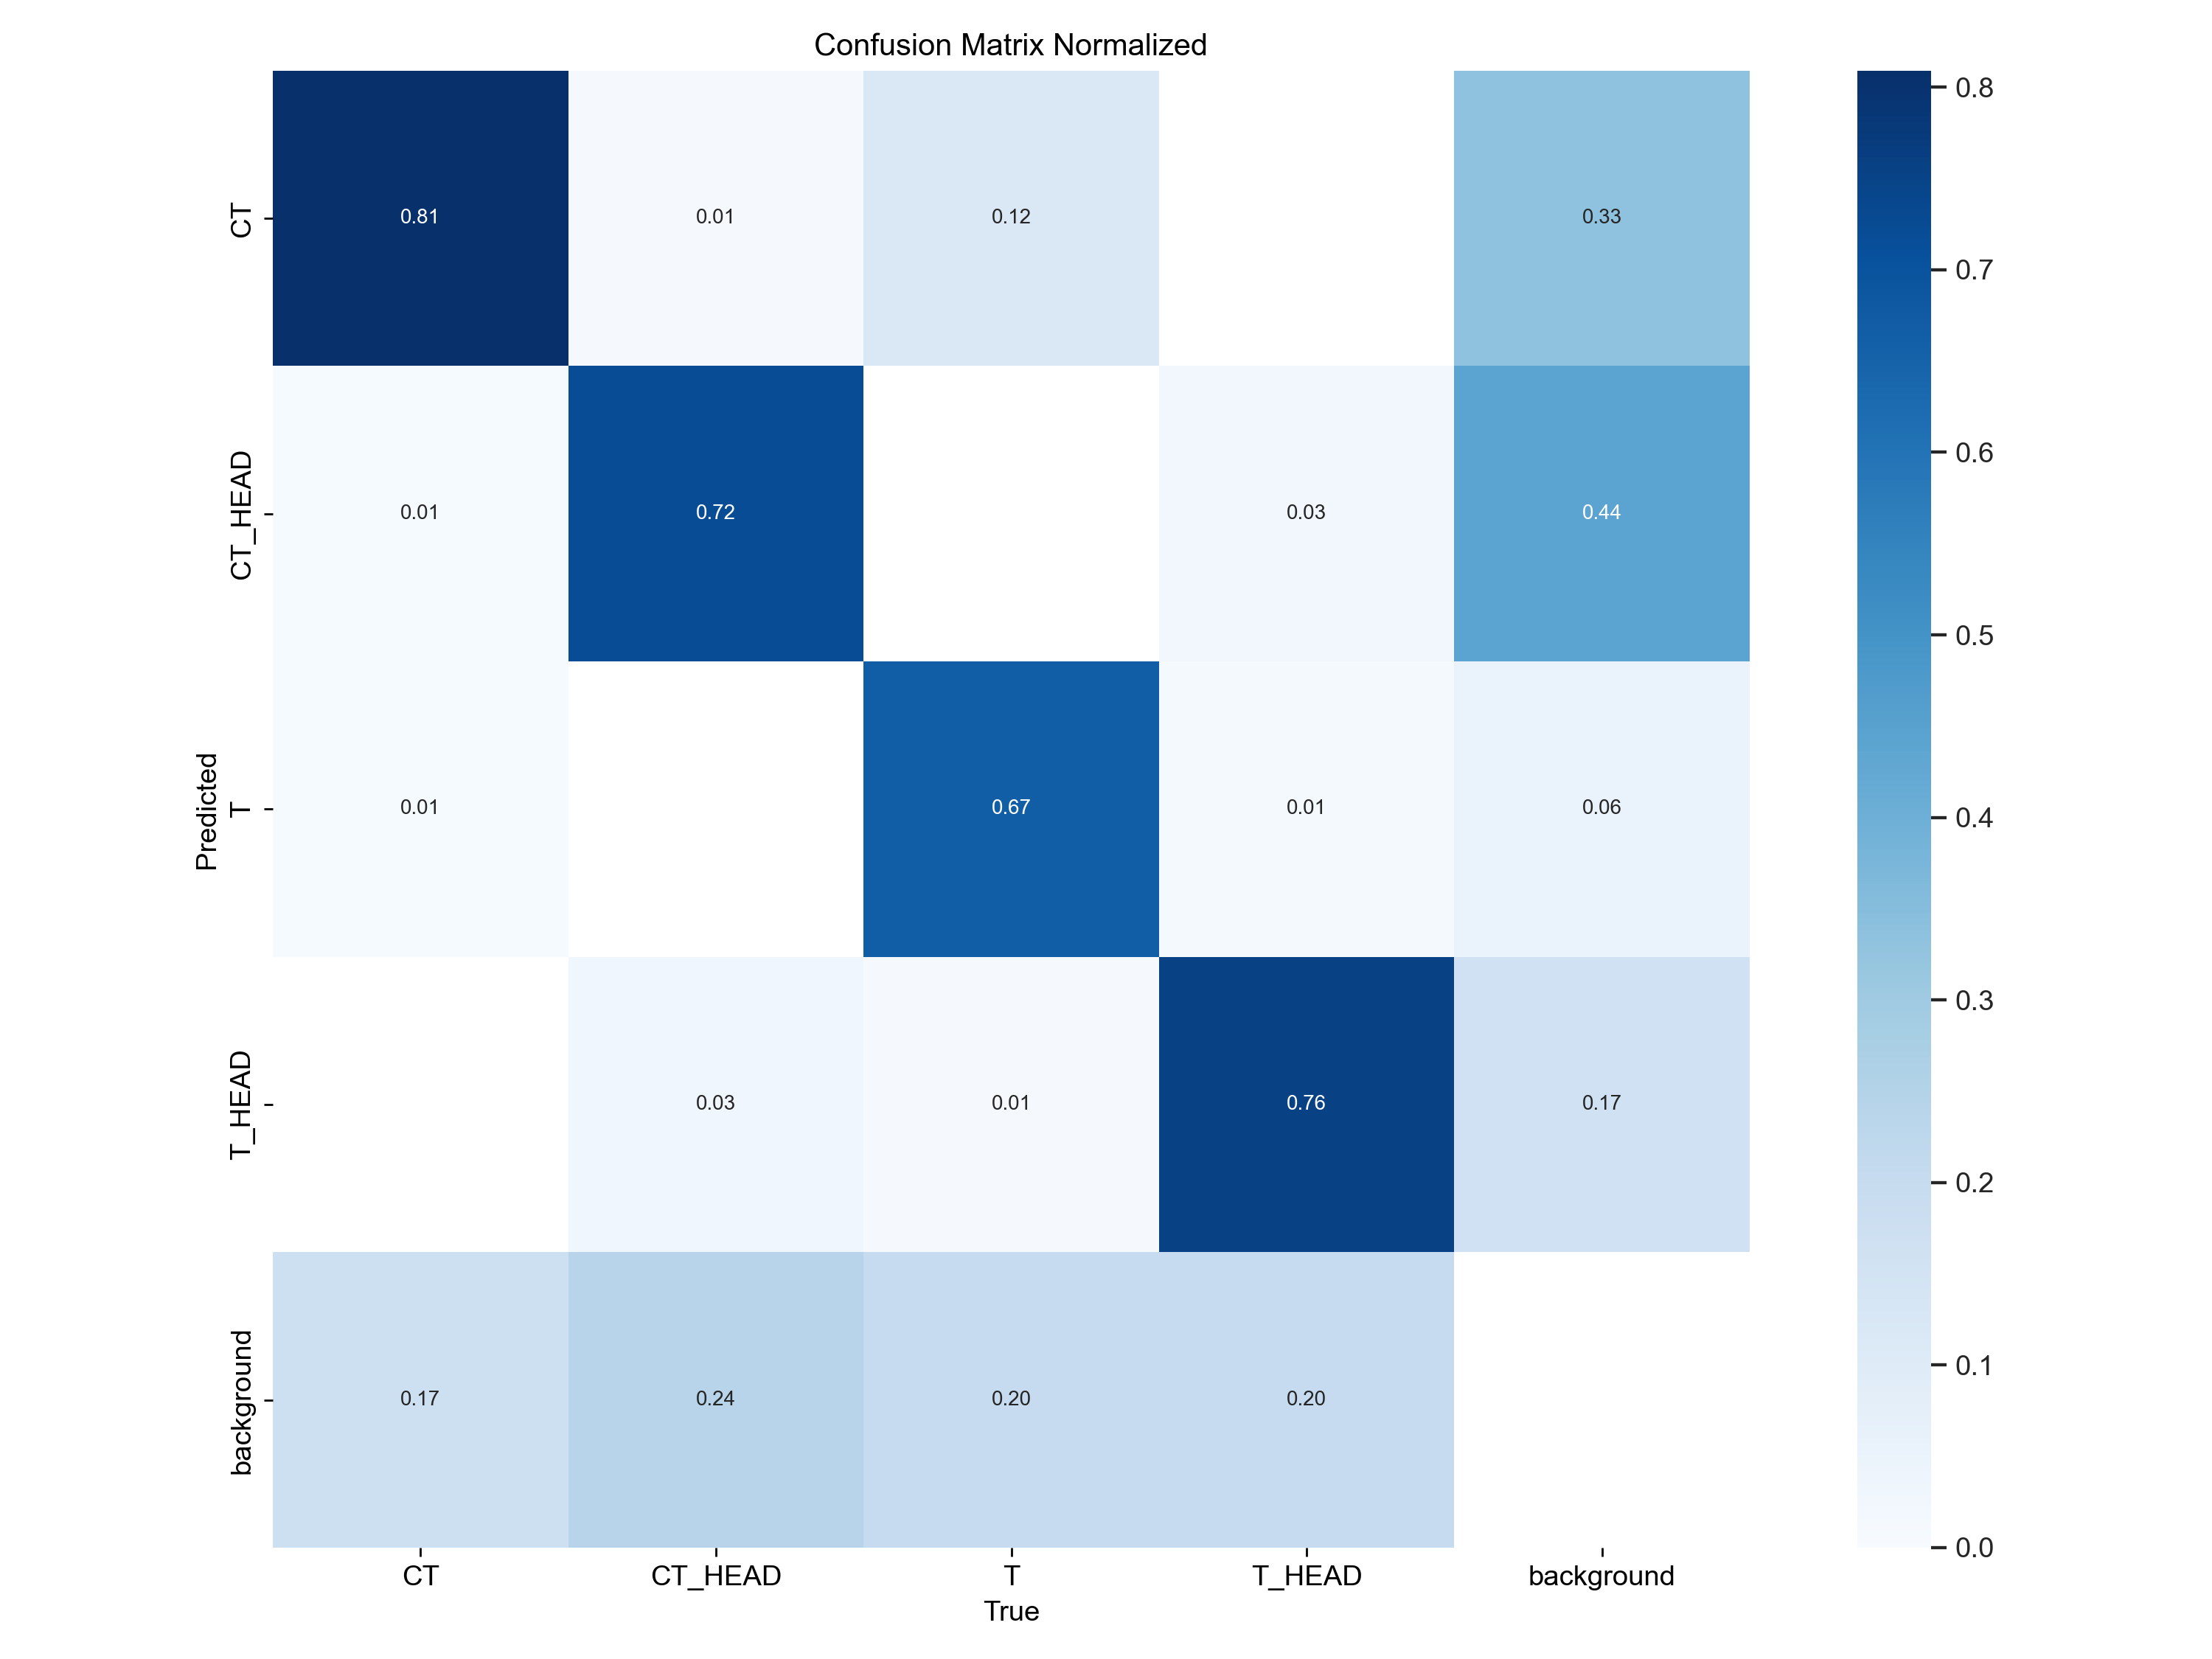 Confusion Matrix Normalized
CT
0.81
0.01
0.12
0.33
CT_HEAD
0.01
0.72
0.03
0.44
T
0.01
0.67
0.01
0.06
T_HEAD
0.03
0.01
0.76
0.17
background
0.17
0.24
0.20
0.20
Predicted
CT
CT_HEAD
T
T_HEAD
background
True
0.8
0.7
0.6
0.5
0.4
0.3
0.2
0.1
0.0